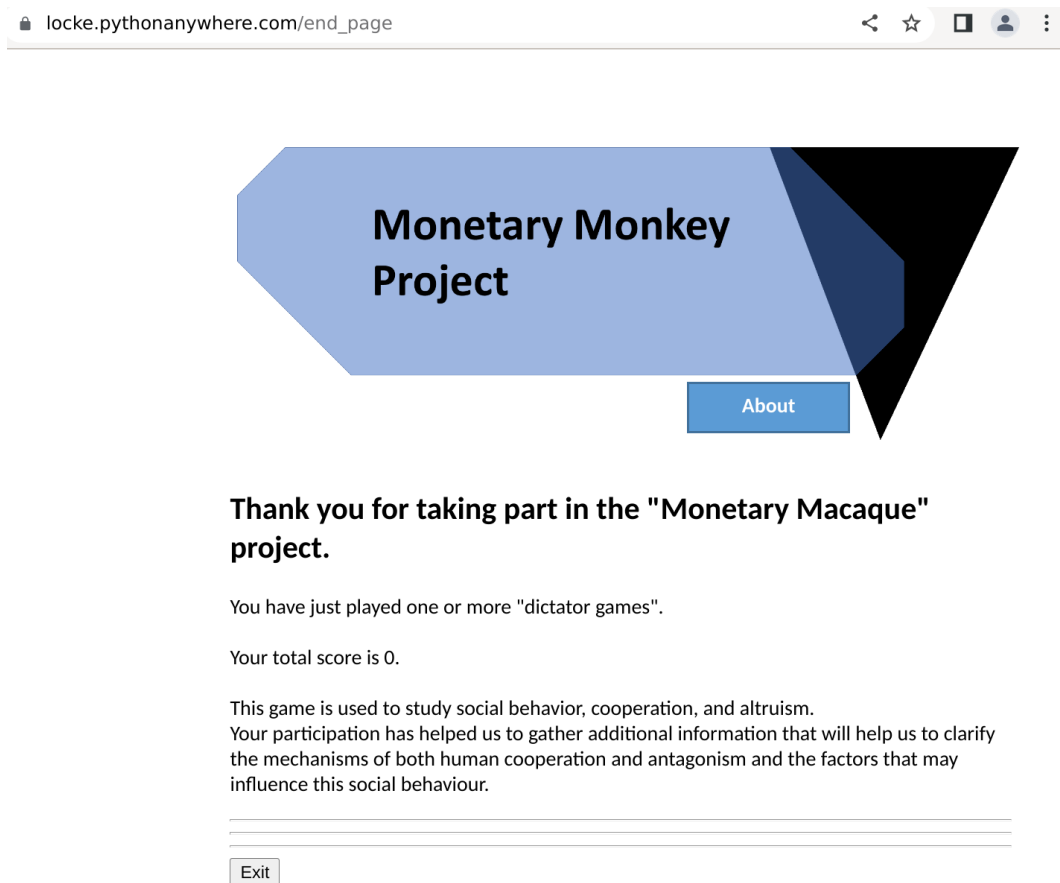 locke.pythonanywhere.com/end_page
Monetary Monkey
Project
About
Thank you for taking part in the "Monetary Macaque"
project.
You have just played one or more "dictator games".
Your total score is 0.
This game is used to study social behavior, cooperation, and altruism.
Your participation has helped us to gather additional information that will help us to clarify
the mechanisms of both human cooperation and antagonism and the factors that may
influence this social behaviour.
Exit